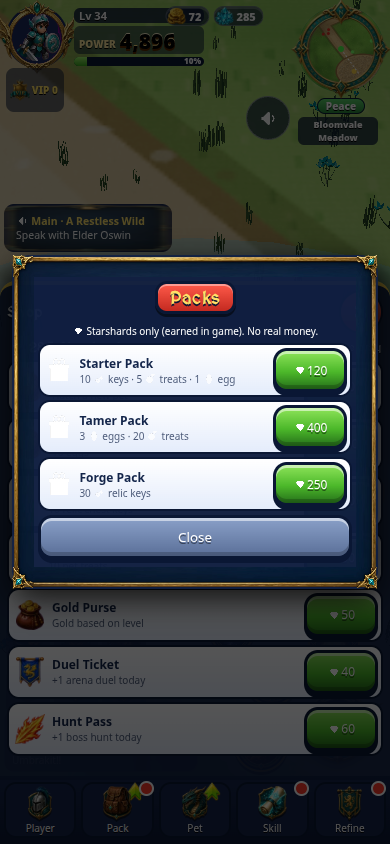 Lv 34
72
285
POWER 4,896
10%
VIP 0
Peace
Bloomvale
Meadow
Main · A Restless Wild
Speak with Elder Oswin
Packs
Starshards only (earned in game). No real money.
Starter Pack
10 keys · 5 treats · 1 egg
120
Tamer Pack
3 eggs · 20 treats
400
Forge Pack
30 relic keys
250
Close
Gold Purse
Gold based on level
50
Duel Ticket
+1 arena duel today
40
Hunt Pass
+1 boss hunt today
60
Player
Pack
Pet
Skill
Refine